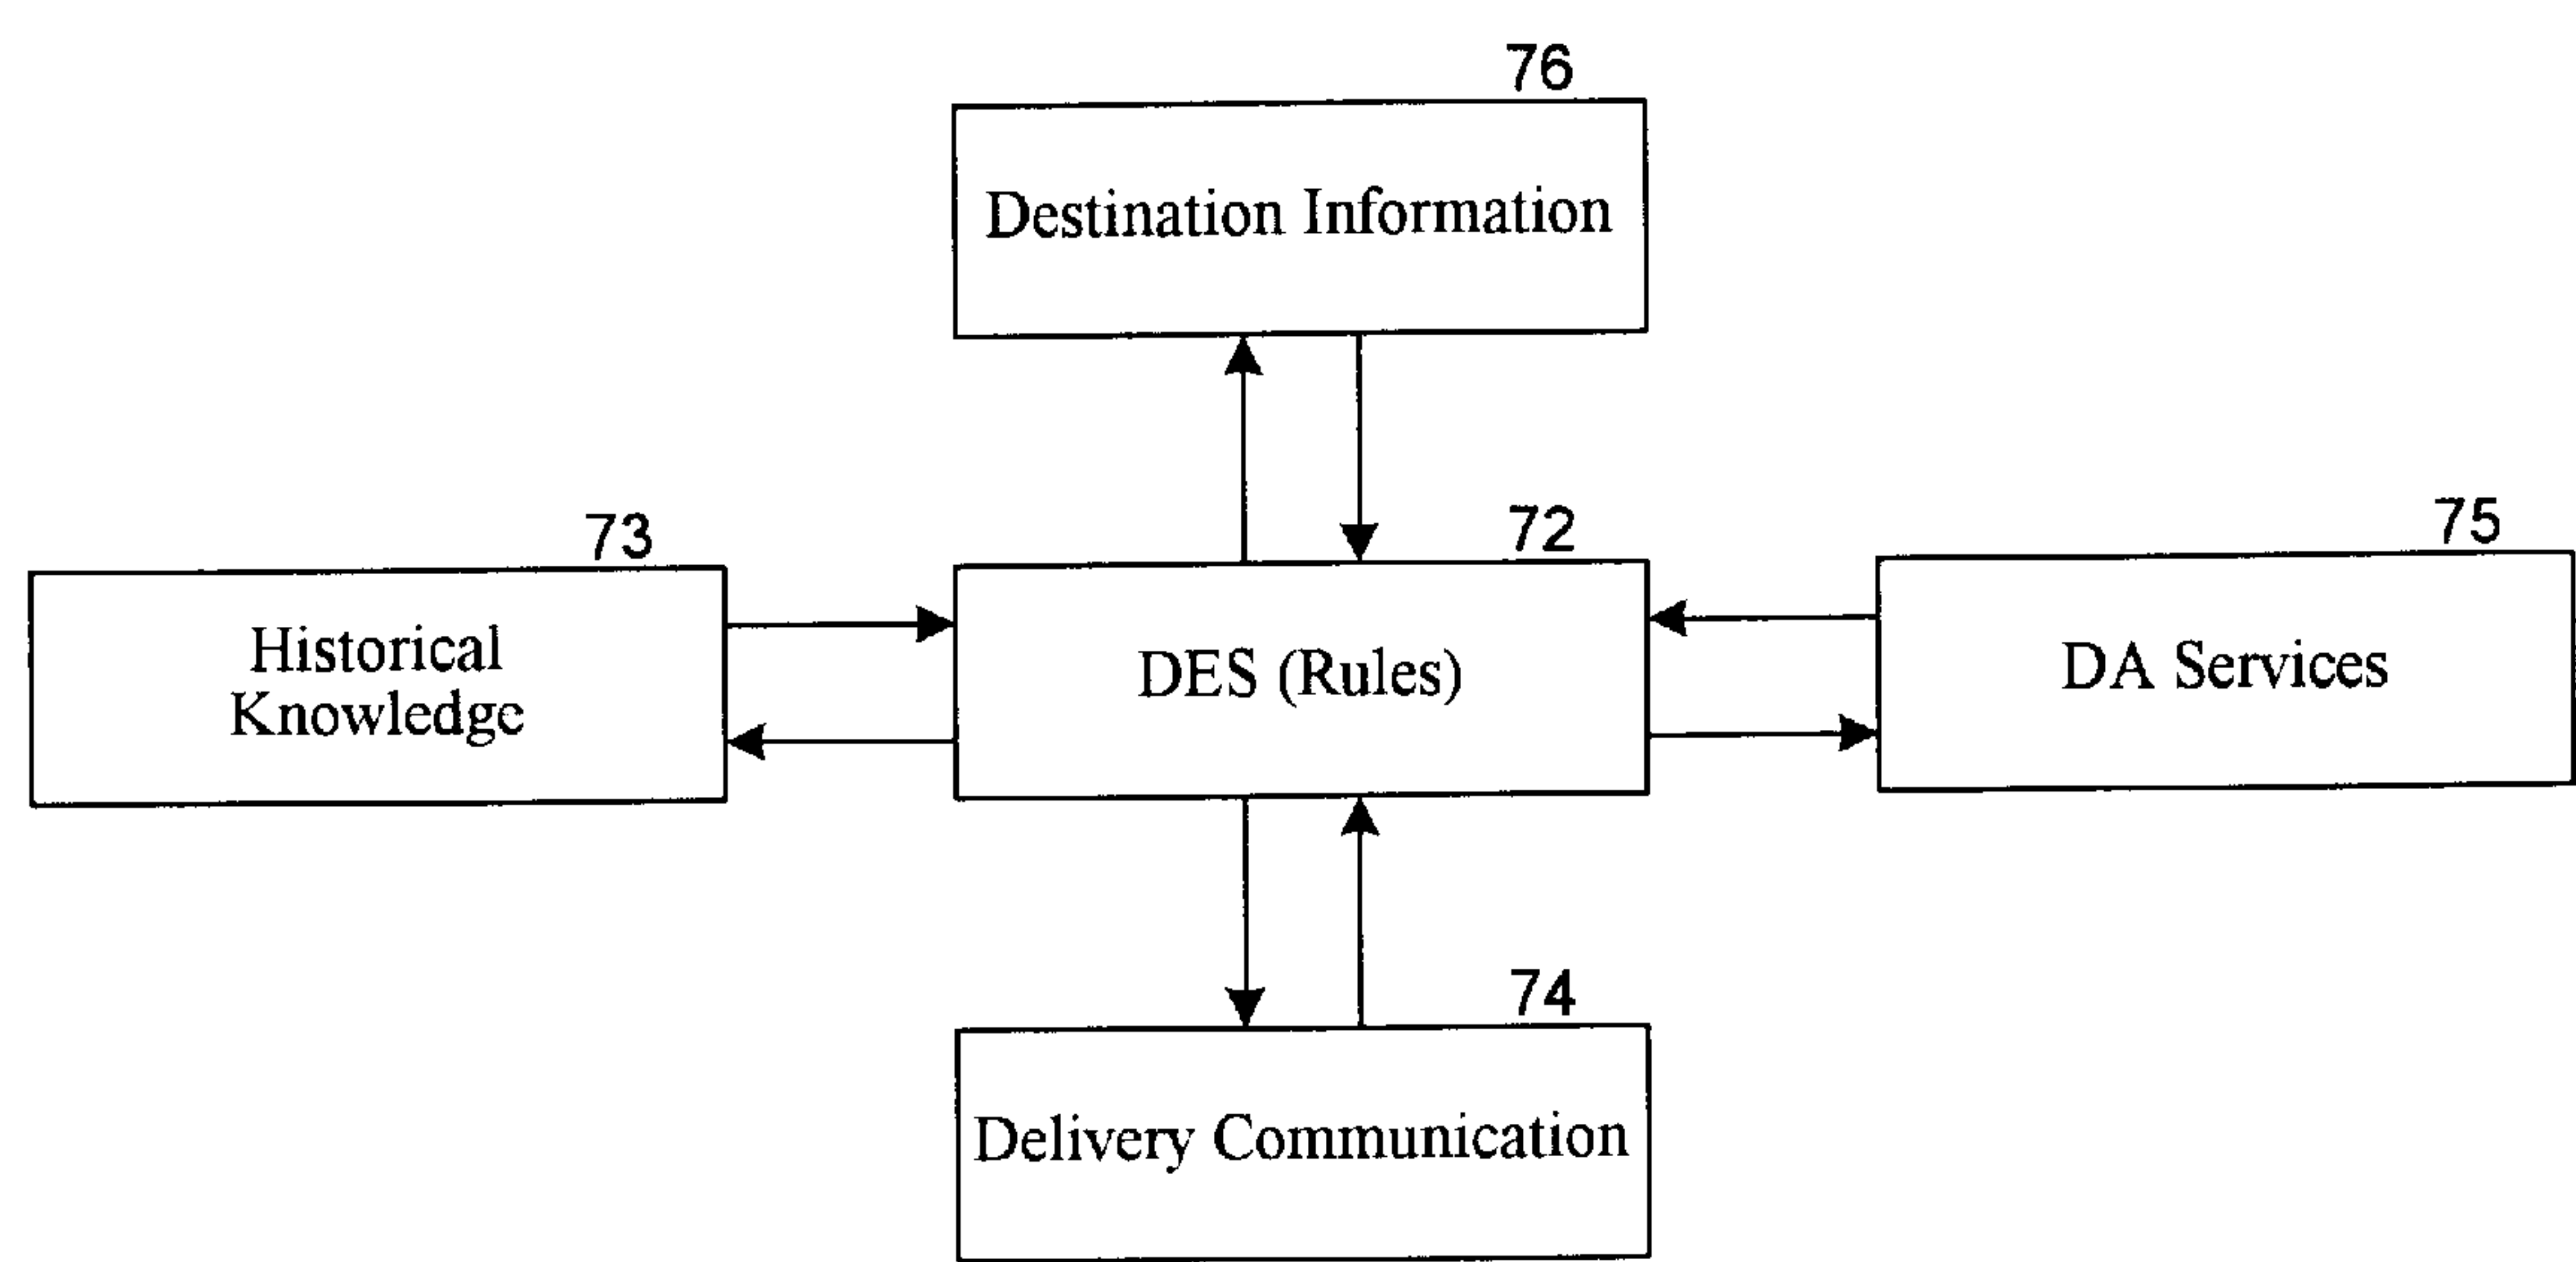 76
Destination Information
73
72
75
Historical
Knowledge
DES (Rules)
DA Services
74
Delivery Communication